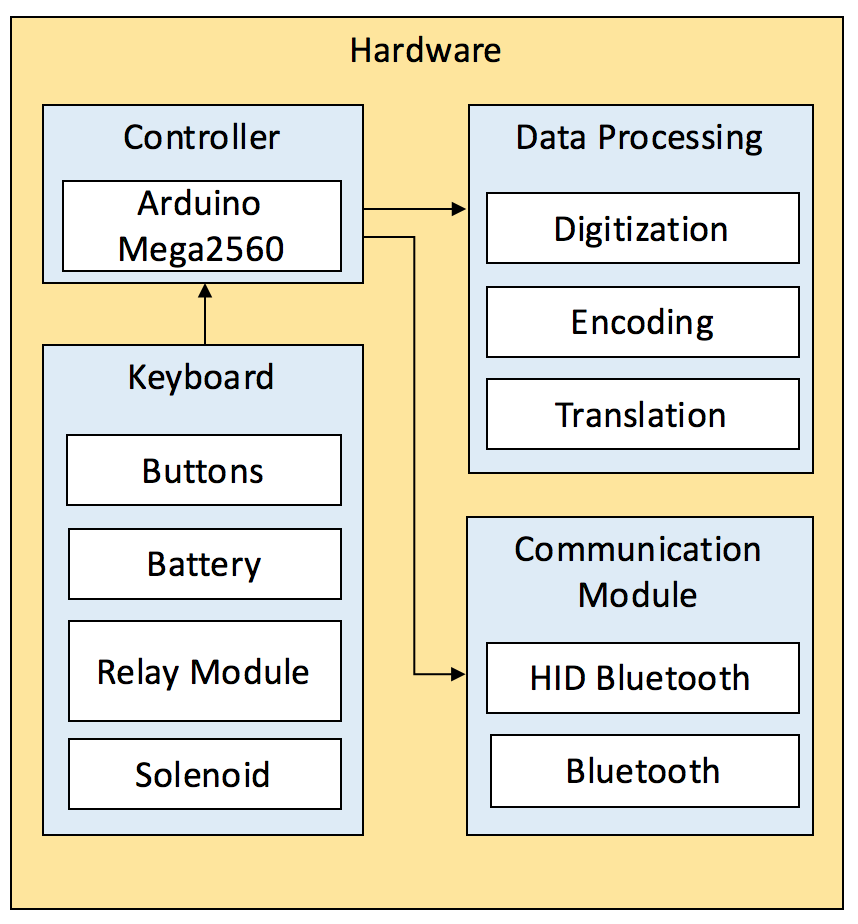 Hardware
Controller
Arduino
Mega2560
Keyboard
Buttons
Battery
Relay Module
Solenoid
Data Processing
Digitization
Encoding
Translation
Communication
Module
HID Bluetooth
Bluetooth